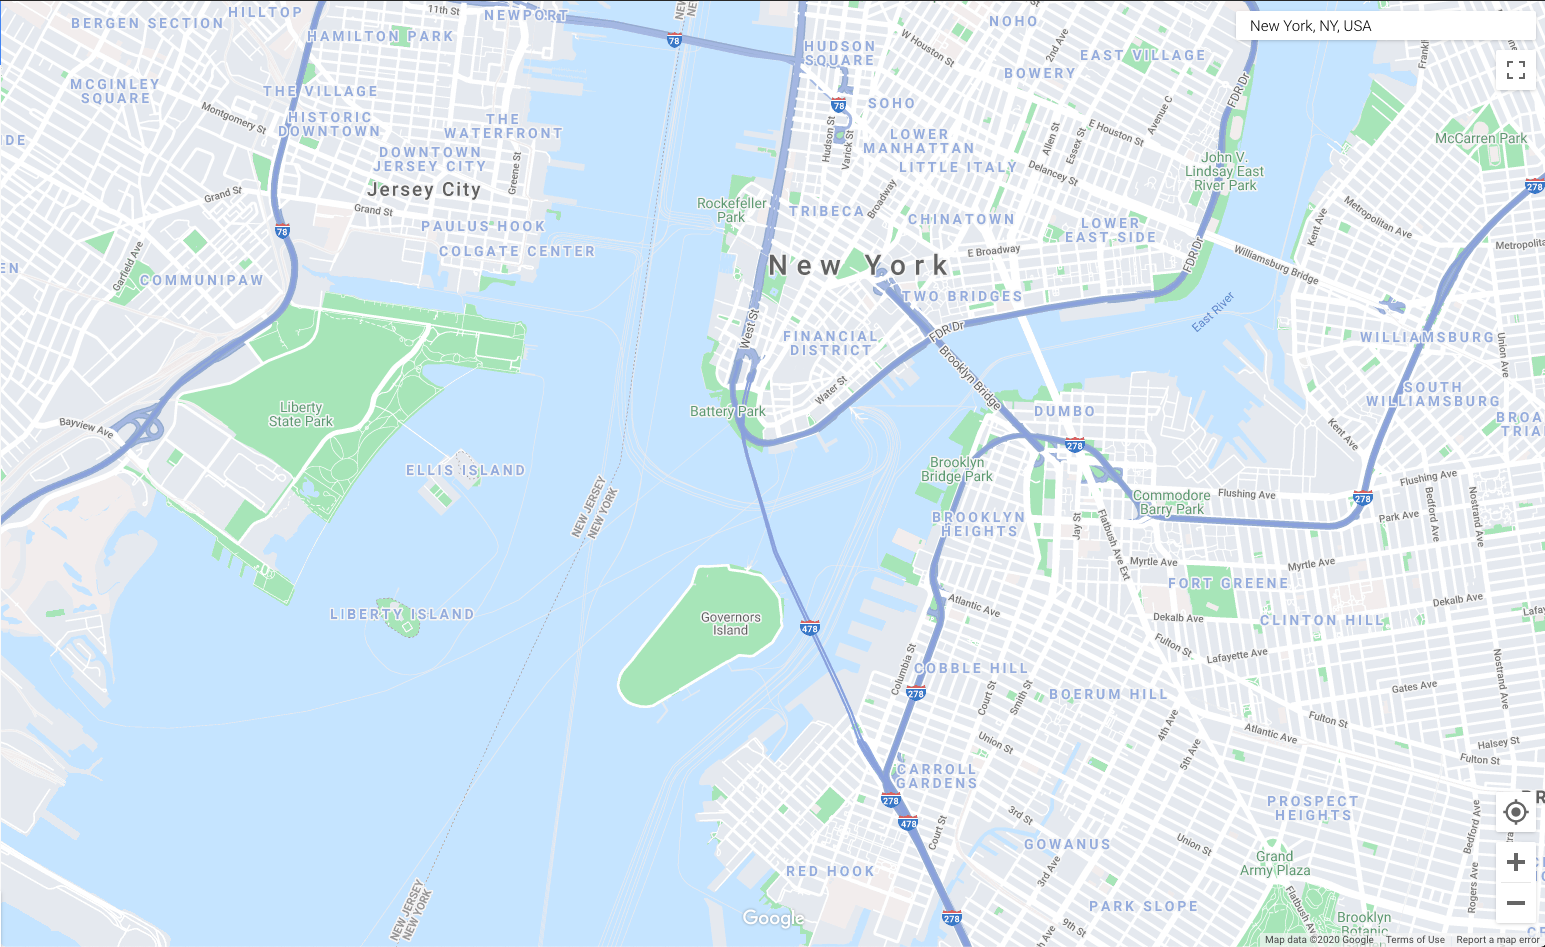 New York, NY, USA
BERGEN SECTION
HILLTOP
11th St
NEWPORT
78
HAMILTON PARK
HUDSON
SQUARE
NOHO
W Houston St
2nd Ave
EAST VILLAGE
BOWERY
FDR Dr
MCGINLEY
SQUARE
THE VILLAGE
Montgomery St
HISTORIC
DOWNTOWN
THE
WATERFRONT
78
SOHO
Hudson St
Varick St
LOWER
MANHATTAN
LITTLE ITALY
Allen St
Essex St
E Houston St
Avenue C
Delancey St
McCarren Park
DOWNTOWN
JERSEY CITY
Greene St
Jersey City
John V.
Lindsay East
River Park
278
Grand St
Grand St
Rockefeller
Park
TRIBECA
Broadway
CHINATOWN
LOWER
EAST SIDE
Kent Ave
Metropolitan Ave
Metropolita
PAULUS HOOK
78
COLGATE CENTER
E Broadway
FDR Dr
Williamsburg Bridge
Garfield Ave
COMMUNIPAW
New York
TWO BRIDGES
East River
West St
FINANCIAL
DISTRICT
FDR Dr
WILLIAMSBURG
Union Ave
Brooklyn Bridge
Water St
SOUTH
WILLIAMSBURG
Liberty
State Park
Battery Park
DUMBO
Bayview Ave
Kent Ave
278
ELLIS ISLAND
Brooklyn
Bridge Park
NEW JERSEY
NEW YORK
Commodore
Barry Park
Flushing Ave
Flushing Ave
278
Park Ave
Bedford Ave
Nostrand Ave
BROOKLYN
HEIGHTS
Jay St
Flatbush Ave Ext
Myrtle Ave
Myrtle Ave
FORT GREENE
LIBERTY ISLAND
Governors
Island
478
Atlantic Ave
Dekalb Ave
Dekalb Ave
CLINTON HILL
Fulton St
Lafayette Ave
Columbia St
COBBLE HILL
278
Court St
Smith St
BOERUM HILL
Gates Ave
Nostrand Ave
4th Ave
Fulton St
Atlantic Ave
Union St
5th Ave
Halsey St
Fulton St
CARROLL
GARDENS
278
478
3rd St
PROSPECT
HEIGHTS
Bedford Ave
Court St
GOWANUS
Union St
RED HOOK
3rd Ave
Grand
Army Plaza
Rogers Ave
NEW JERSEY
NEW YORK
PARK SLOPE
Flatbush Ave
278
9th St
Brooklyn
Botanic
Google
Map data ©2020 Google
Terms of Use
Report a map error